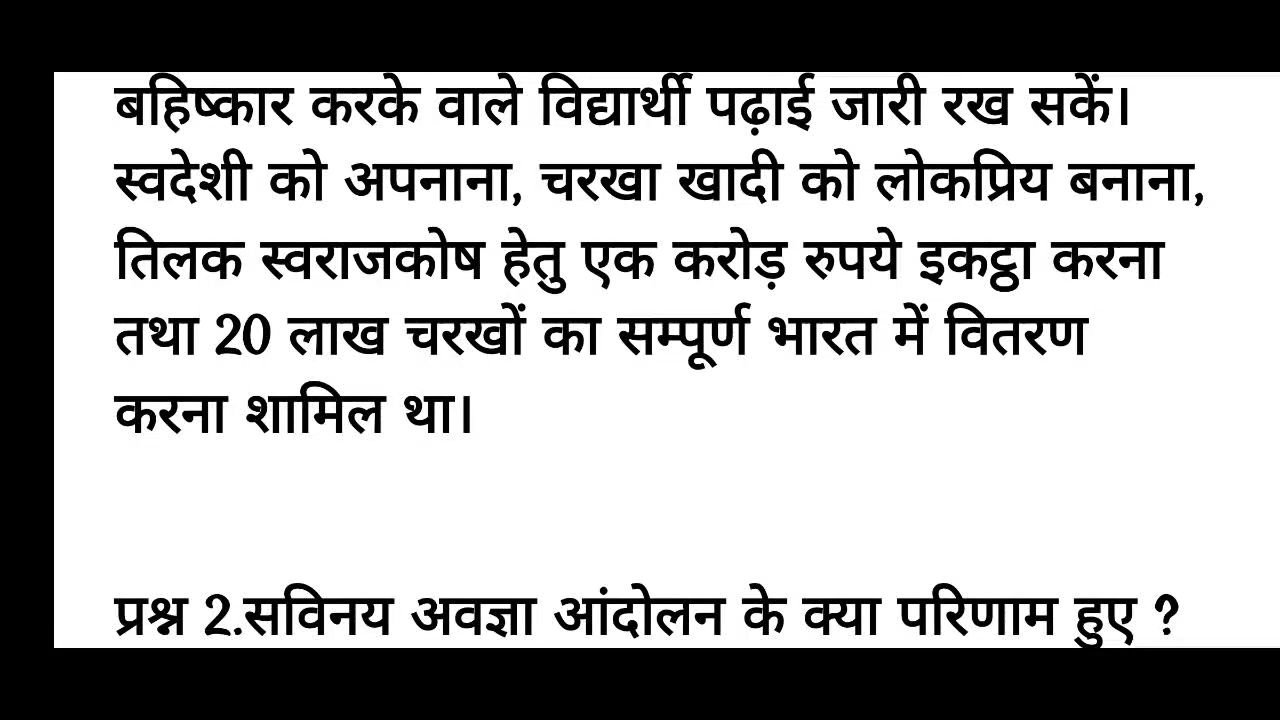 बहिष्कार करके वाले विद्यार्थी पढ़ाई जारी रख सकें।
स्वदेशी को अपनाना, चरखा खादी को लोकप्रिय बनाना,
तिलक स्वराजकोष हेतु एक करोड़ रुपये इकट्ठा करना
तथा 20 लाख चरखों का सम्पूर्ण भारत में वितरण
करना शामिल था।
प्रश्न 2.सविनय अवज्ञा आंदोलन के क्या परिणाम हुए ?